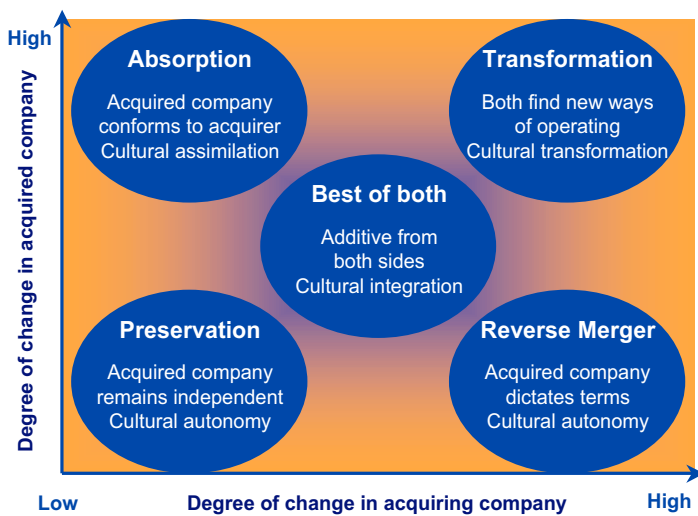 High
Degree of change in acquired company
Absorption
Acquired company
conforms to acquirer
Cultural assimilation
Transformation
Both find new ways
of operating
Cultural transformation
Best of both
Additive from
both sides
Cultural integration
Preservation
Acquired company
remains independent
Cultural autonomy
Reverse Merger
Acquired company
dictates terms
Cultural autonomy
Low
Degree of change in acquiring company
High